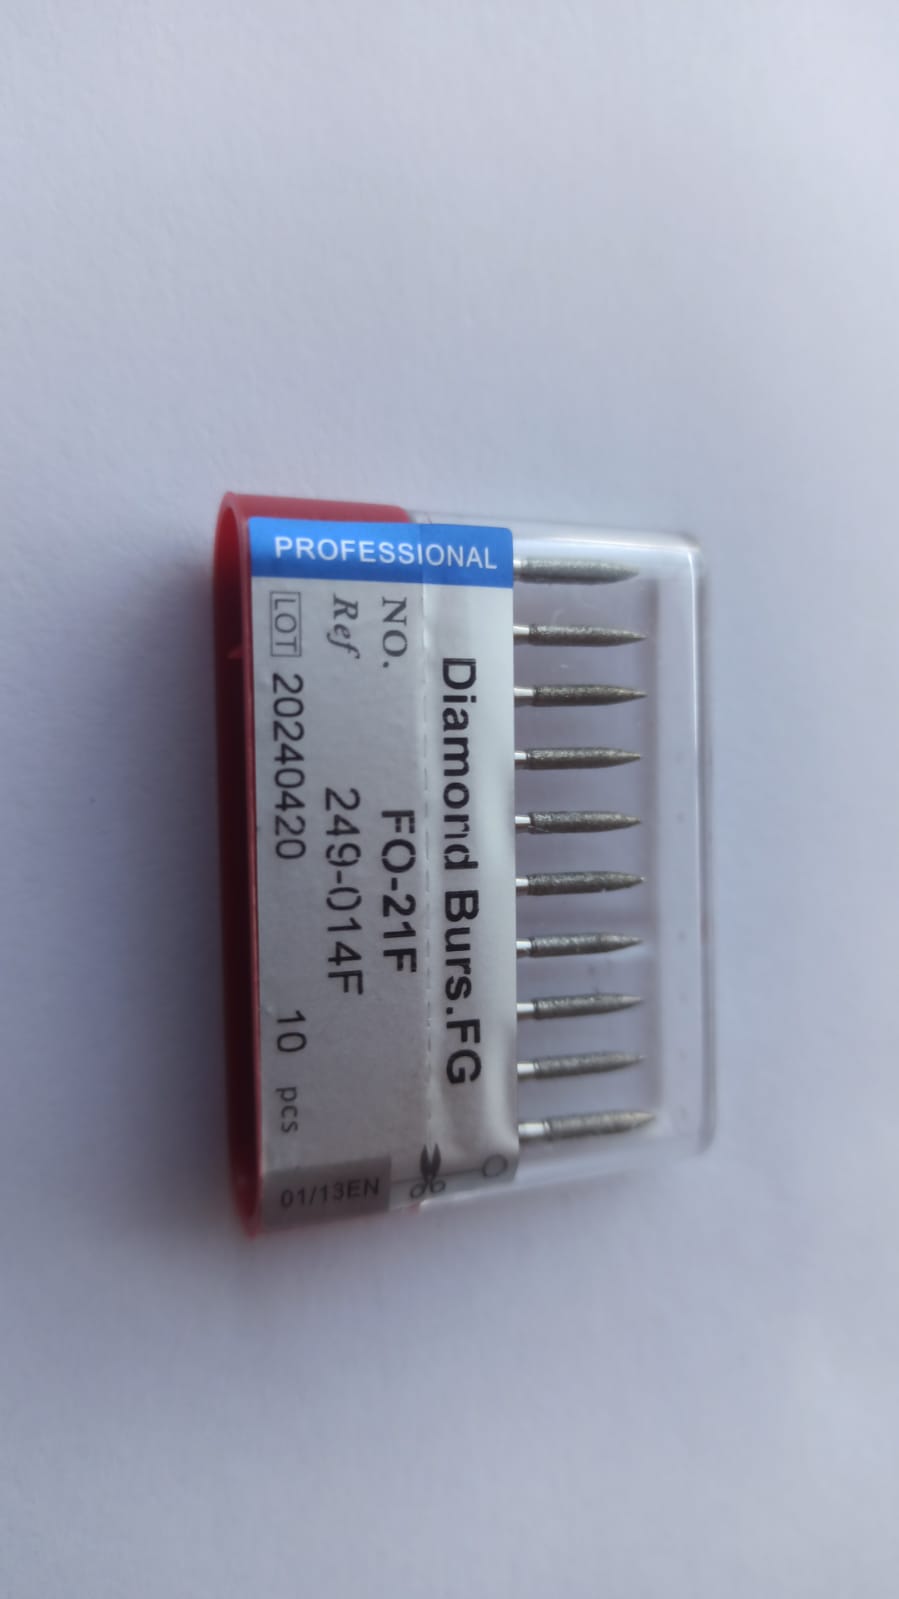 PROFESSIONAL
Diamond Burs.FG
NO. FO-21F
Ref 249-014F
LOT 20240420 10 pcs
01/13EN